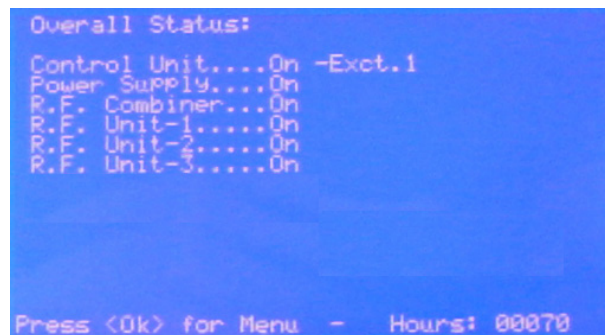 Overall Status:
Control Unit....On -Exct.1
Power Supply....On
R.F. Combiner...On
R.F. Unit-1.....On
R.F. Unit-2.....On
R.F. Unit-3.....On
Press <Ok> for Menu - Hours: 00070